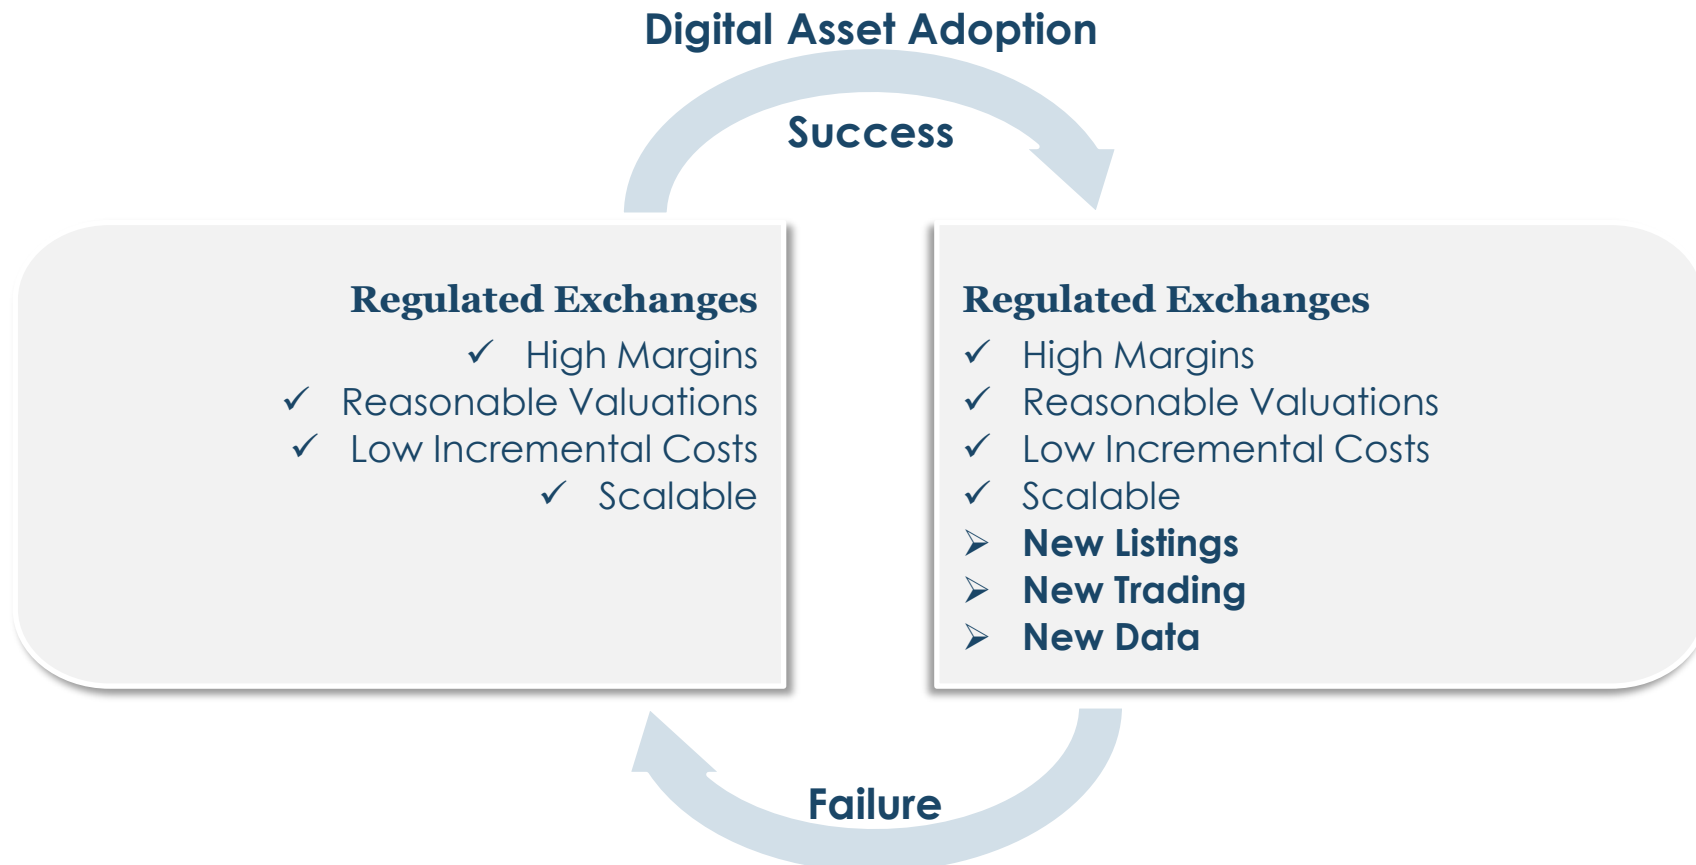 Digital Asset Adoption
Success
Regulated Exchanges
✓ High Margins
✓ Reasonable Valuations
✓ Low Incremental Costs
✓ Scalable
Regulated Exchanges
✓ High Margins
✓ Reasonable Valuations
✓ Low Incremental Costs
✓ Scalable
➢ New Listings
➢ New Trading
➢ New Data
Failure